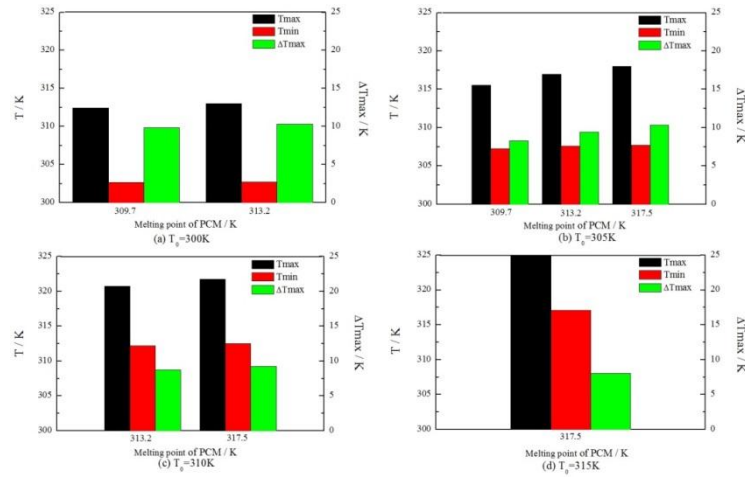 325
320
315
310
305
300
T / K
Tmax
Tmin
ΔTmax
25
20
15
10
5
0
ΔTmax / K
309.7 313.2
Melting point of PCM / K
(a) T0=300K
325
320
315
310
305
300
T / K
Tmax
Tmin
ΔTmax
25
20
15
10
5
0
ΔTmax / K
309.7 313.2 317.5
Melting point of PCM / K
(b) T0=305K
325
320
315
310
305
300
T / K
Tmax
Tmin
ΔTmax
25
20
15
10
5
0
ΔTmax / K
313.2 317.5
Melting point of PCM / K
(c) T0=310K
325
320
315
310
305
300
T / K
Tmax
Tmin
ΔTmax
25
20
15
10
5
0
ΔTmax / K
317.5
Melting point of PCM / K
(d) T0=315K